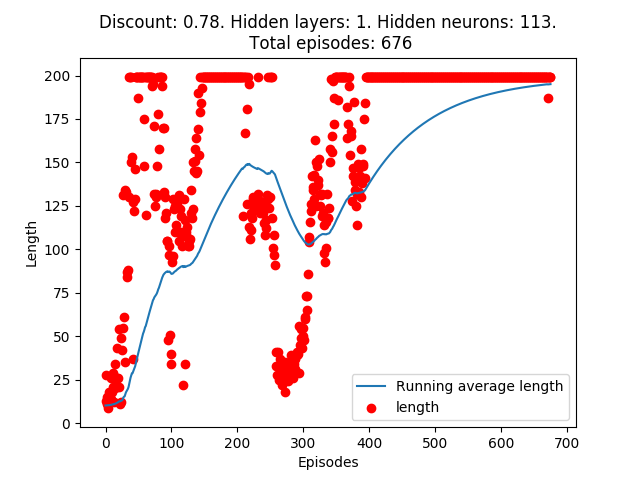 Discount: 0.78. Hidden layers: 1. Hidden neurons: 113.
Total episodes: 676
200
175
150
125
100
75
50
25
0
Length
Running average length
length
0 100 200 300 400 500 600 700
Episodes